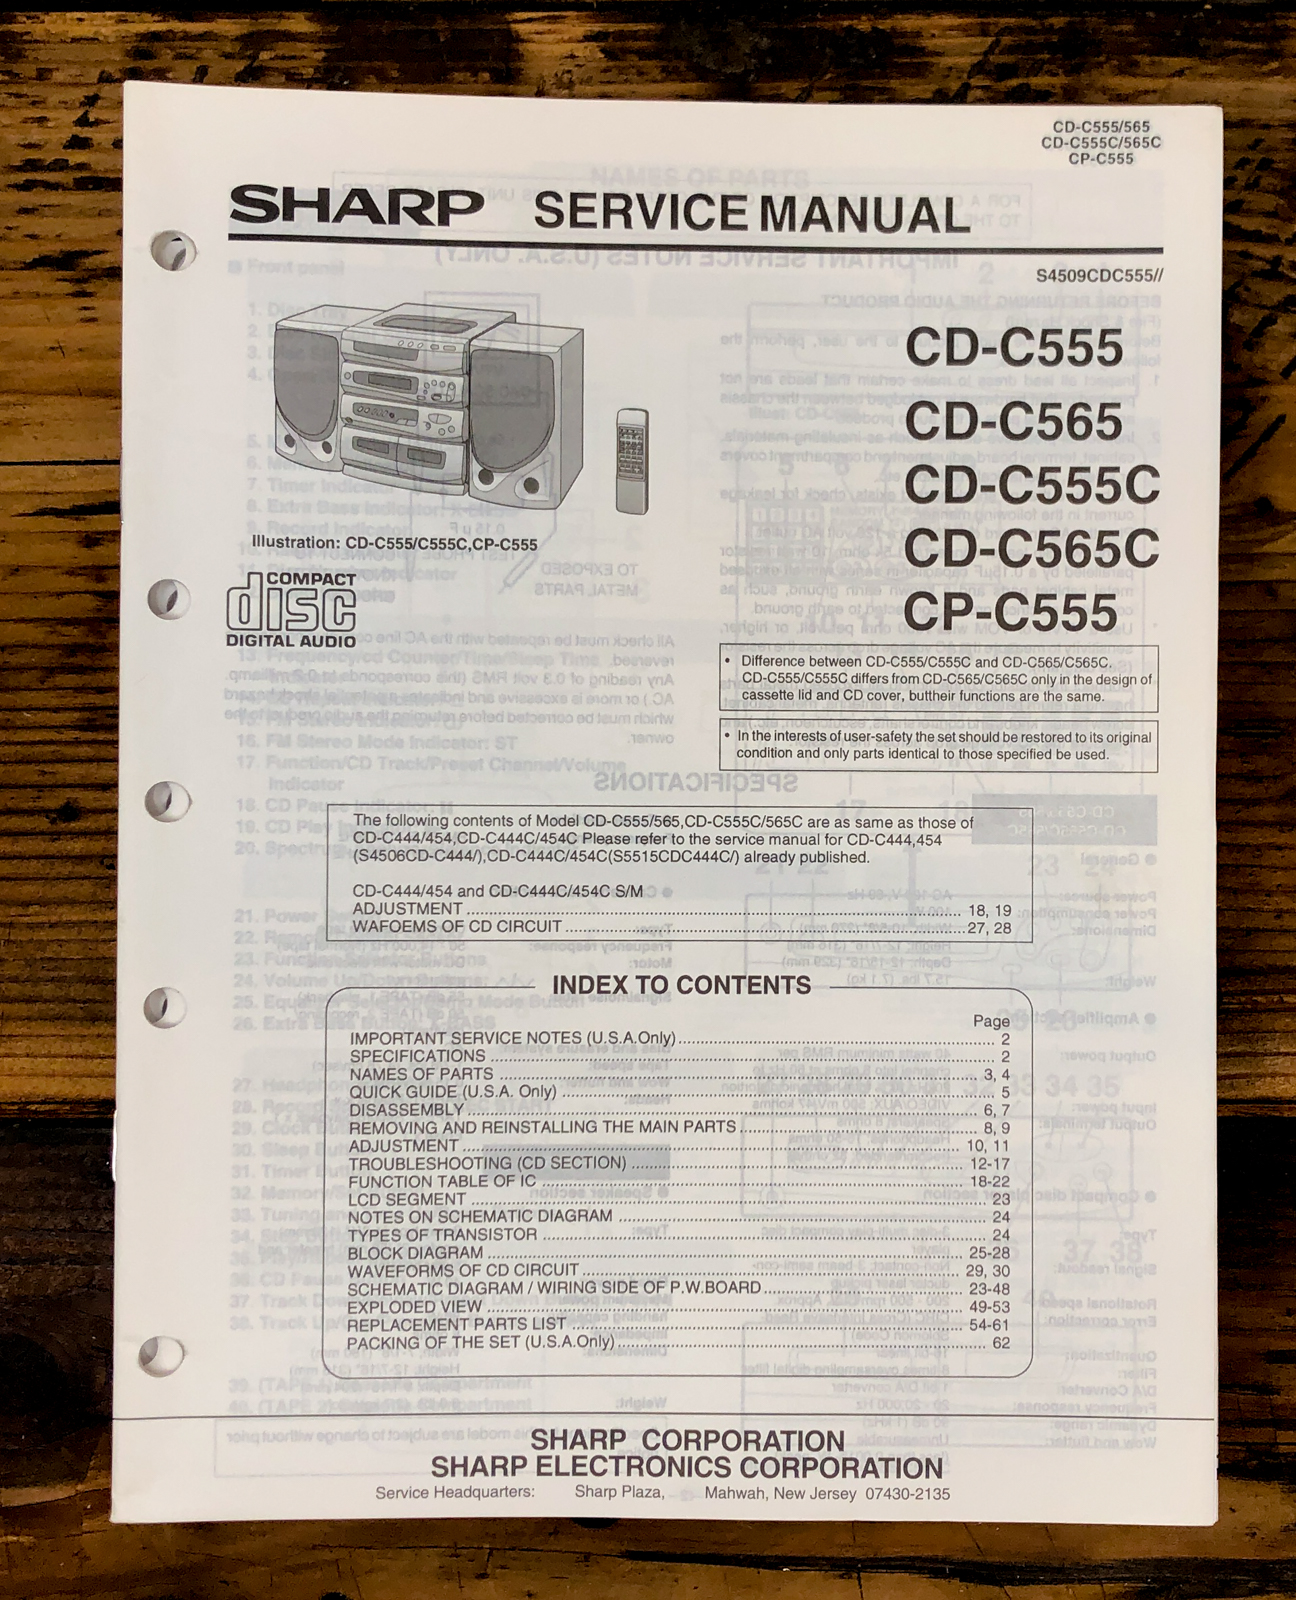 CD-C555/565
CD-C555C/565C
CP-C555
SHARP SERVICE MANUAL
S4509CDC555//
CD-C555
CD-C565
CD-C555C
CD-C565C
CP-C555
Illustration: CD-C555/C555C,CP-C555
COMPACT
disc
DIGITAL AUDIO
• Difference between CD-C555/C555C and CD-C565/C565C.
CD-C555/C555C differs from CD-C565/C565C only in the design of
cassette lid and CD cover, buttheir functions are the same.
• In the interests of user-safety the set should be restored to its original
condition and only parts identical to those specified be used.
The following contents of Model CD-C555/565,CD-C555C/565C are as same as those of
CD-C444/454,CD-C444C/454C Please refer to the service manual for CD-C444,454
(S4506CD-C444/),CD-C444C/454C(S5515CDC444C/) already published.
CD-C444/454 and CD-C444C/454C S/M
ADJUSTMENT ... 18, 19
WAFOEMS OF CD CIRCUIT ... 27, 28
INDEX TO CONTENTS
Page
IMPORTANT SERVICE NOTES (U.S.A.Only) ... 2
SPECIFICATIONS ... 2
NAMES OF PARTS ... 3, 4
QUICK GUIDE (U.S.A. Only) ... 5
DISASSEMBLY ... 6, 7
REMOVING AND REINSTALLING THE MAIN PARTS ... 8, 9
ADJUSTMENT ... 10, 11
TROUBLESHOOTING (CD SECTION) ... 12-17
FUNCTION TABLE OF IC ... 18-22
LCD SEGMENT ... 23
NOTES ON SCHEMATIC DIAGRAM ... 24
TYPES OF TRANSISTOR ... 24
BLOCK DIAGRAM ... 25-28
WAVEFORMS OF CD CIRCUIT ... 29, 30
SCHEMATIC DIAGRAM / WIRING SIDE OF P.W.BOARD ... 23-48
EXPLODED VIEW ... 49-53
REPLACEMENT PARTS LIST ... 54-61
PACKING OF THE SET (U.S.A.Only) ... 62
SHARP CORPORATION
SHARP ELECTRONICS CORPORATION
Service Headquarters: Sharp Plaza, Mahwah, New Jersey 07430-2135